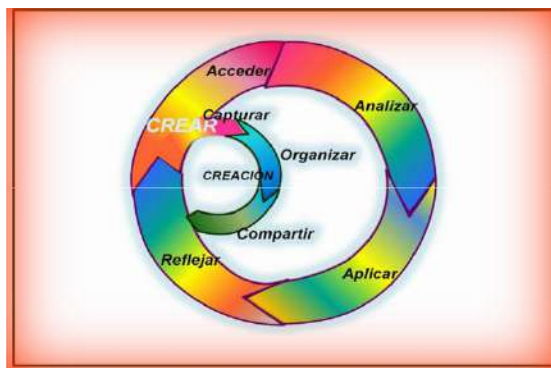 Acceder
Analizar
CREAR
Capturar
Organizar
CREACION
Compartir
Reflejar
Aplicar